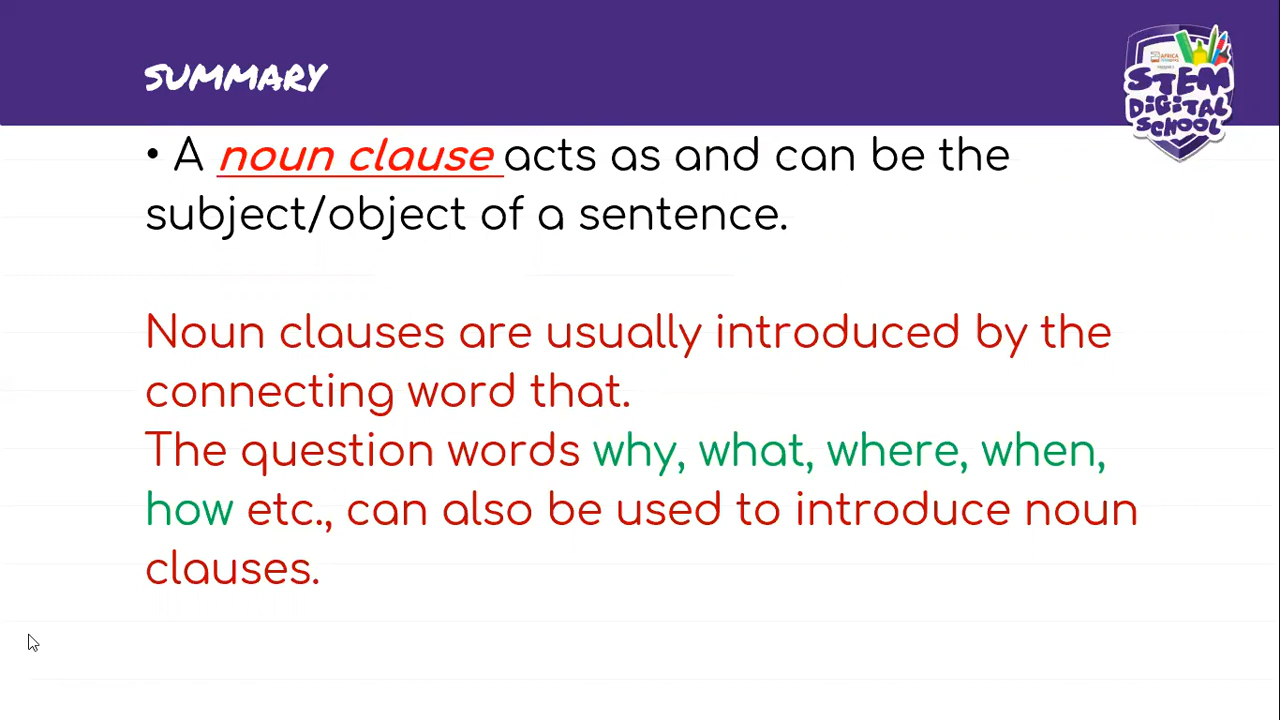 SUMMARY
AFRICA
STEM
DIGITAL
SCHOOL
• A noun clause acts as and can be the
subject/object of a sentence.
Noun clauses are usually introduced by the
connecting word that.
The question words why, what, where, when,
how etc., can also be used to introduce noun
clauses.